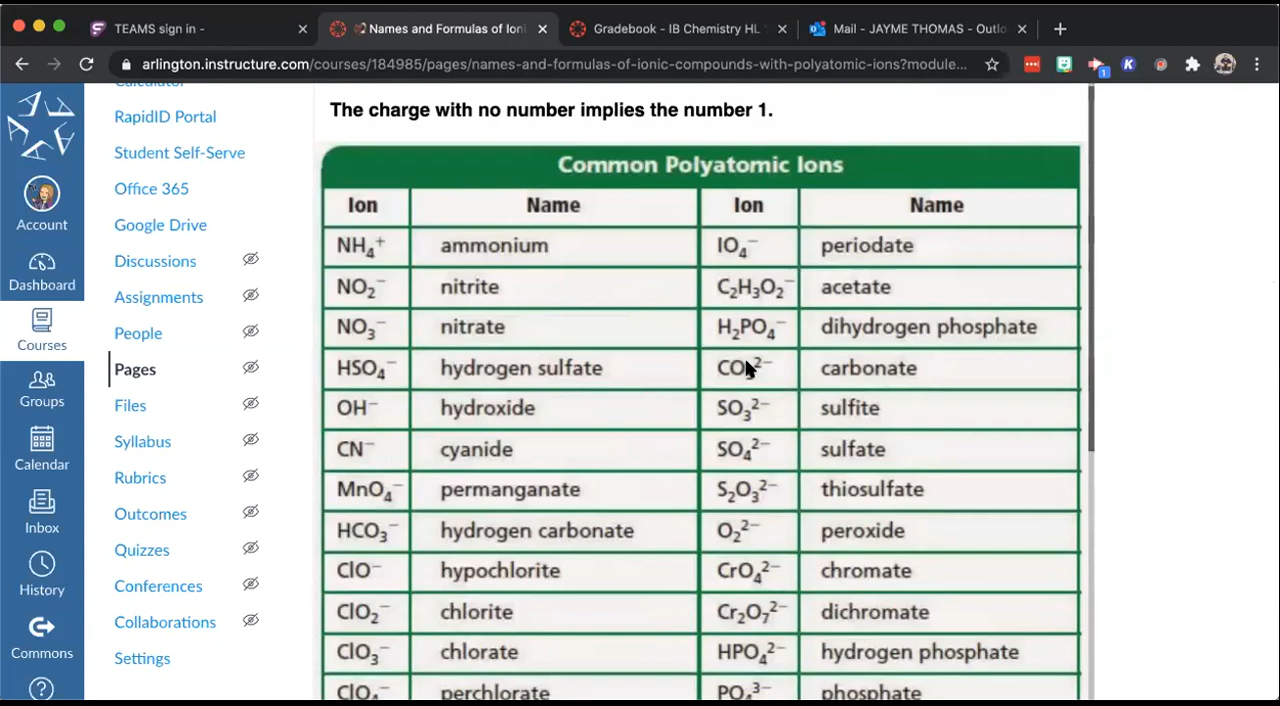 TEAMS sign in -
Names and Formulas of Ioni
Gradebook - IB Chemistry HL
Mail - JAYME THOMAS - Outlo
arlington.instructure.com/courses/184985/pages/names-and-formulas-of-ionic-compounds-with-polyatomic-ions?module...
1
K
Account
Dashboard
Courses
Groups
Calendar
Inbox
History
Commons
Calculator
RapidID Portal
Student Self-Serve
Office 365
Google Drive
Discussions
Assignments
People
Pages
Files
Syllabus
Rubrics
Outcomes
Quizzes
Conferences
Collaborations
Settings
The charge with no number implies the number 1.
Common Polyatomic Ions
Ion Name Ion Name
NH₄⁺ ammonium IO₄⁻ periodate
NO₂⁻ nitrite C₂H₃O₂⁻ acetate
NO₃⁻ nitrate H₂PO₄⁻ dihydrogen phosphate
HSO₄⁻ hydrogen sulfate CO₃²⁻ carbonate
OH⁻ hydroxide SO₃²⁻ sulfite
CN⁻ cyanide SO₄²⁻ sulfate
MnO₄⁻ permanganate S₂O₃²⁻ thiosulfate
HCO₃⁻ hydrogen carbonate O₂²⁻ peroxide
ClO⁻ hypochlorite CrO₄²⁻ chromate
ClO₂⁻ chlorite Cr₂O₇²⁻ dichromate
ClO₃⁻ chlorate HPO₄²⁻ hydrogen phosphate
ClO₄⁻ perchlorate PO₄³⁻ phosphate